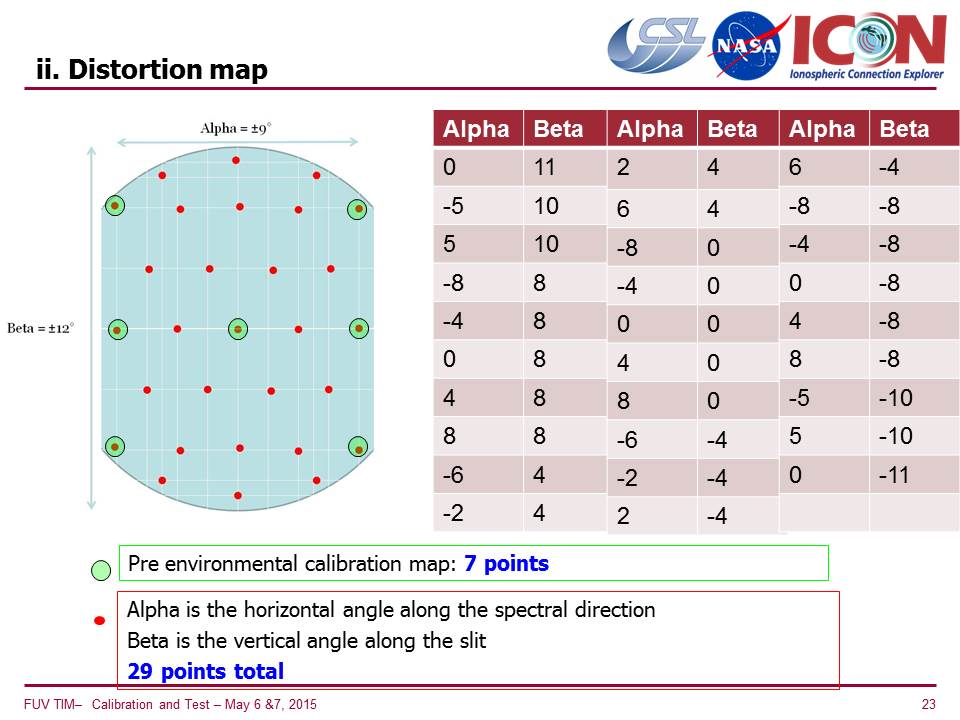 CSL NASA ICON
Ionospheric Connection Explorer
ii. Distortion map
Alpha = ±9°
Beta = ±12°
Alpha Beta Alpha Beta Alpha Beta
0 11 2 4 6 -4
-5 10 6 4 -8 -8
5 10 -8 0 -4 -8
-8 8 -4 0 0 -8
-4 8 0 0 4 -8
0 8 4 0 8 -8
4 8 8 0 -5 -10
8 8 -6 -4 5 -10
-6 4 -2 -4 0 -11
-2 4 2 -4
Pre environmental calibration map: 7 points
Alpha is the horizontal angle along the spectral direction
Beta is the vertical angle along the slit
29 points total
FUV TIM– Calibration and Test – May 6 &7, 2015 23